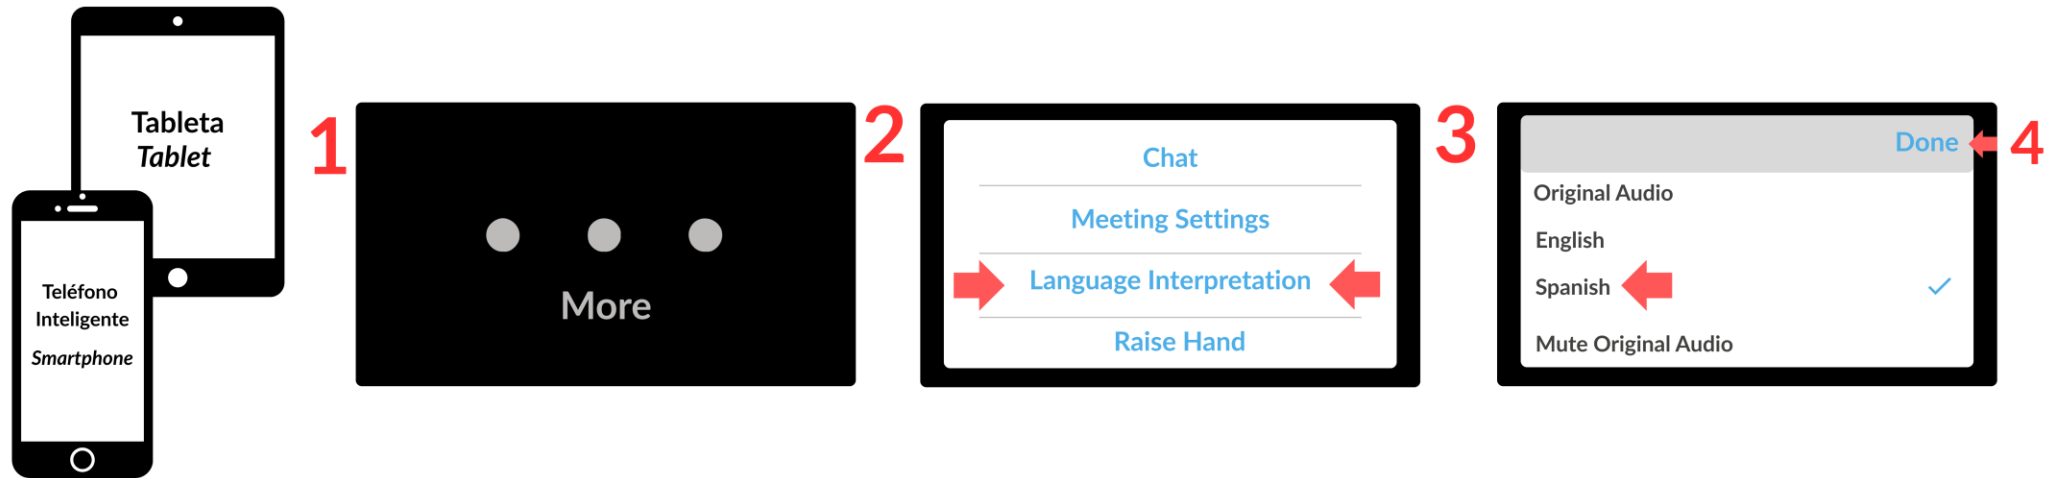 Tableta
Tablet
Teléfono
Inteligente
Smartphone
1
More
2
Chat
Meeting Settings
Language Interpretation
Raise Hand
3
Done
4
Original Audio
English
Spanish
Mute Original Audio